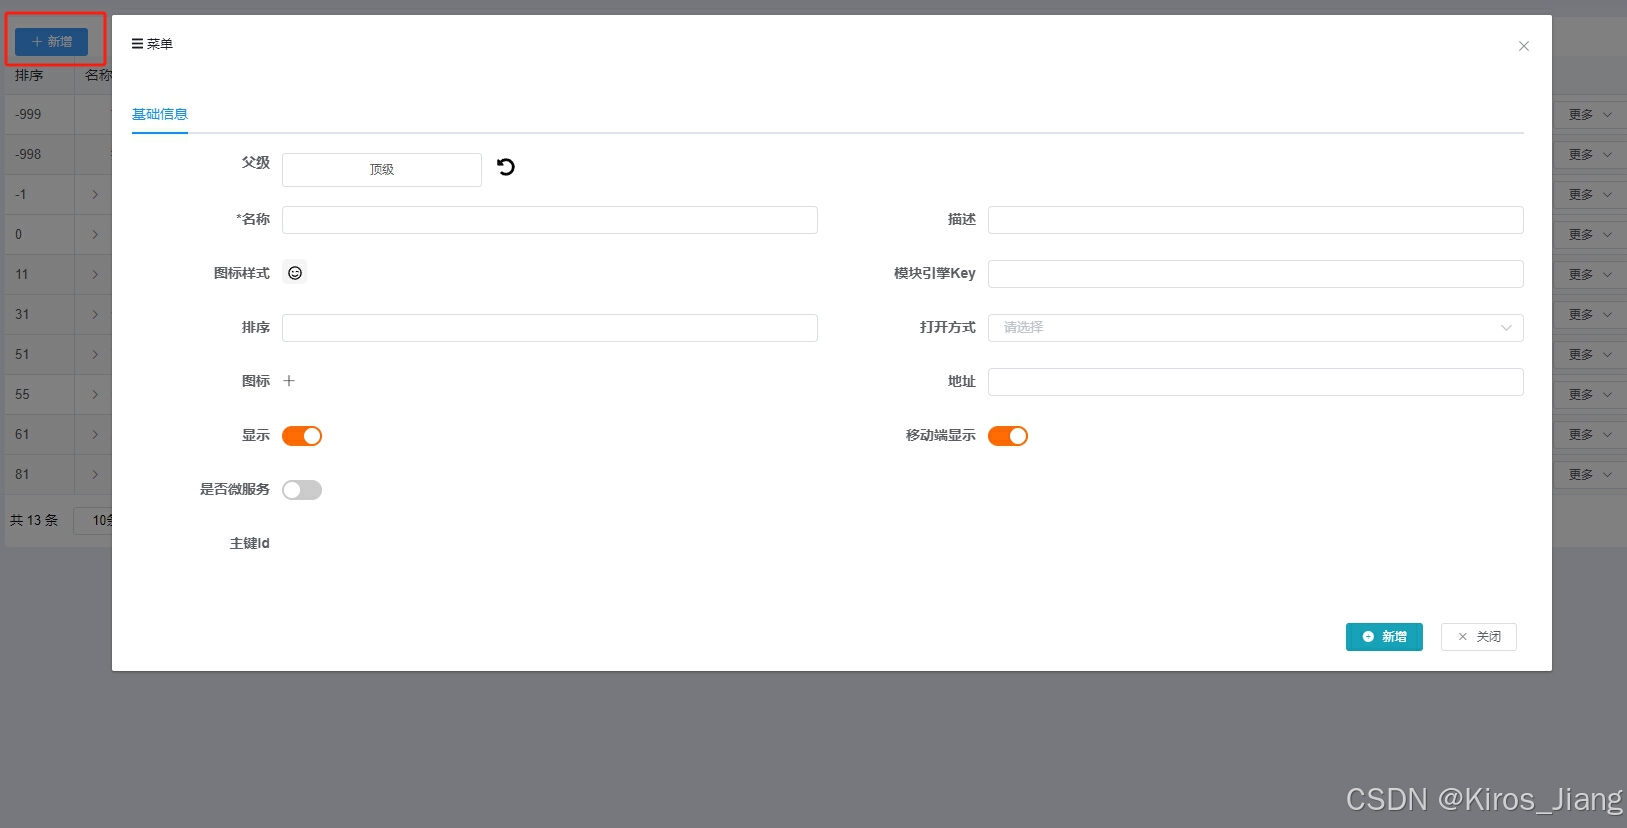 新增
菜单
排序 名称
基础信息
-999 更多
父级 顶级
-998 更多
-1 更多
*名称 描述
0 更多
图标样式 模块引擎Key
11 更多
31 更多
排序 打开方式 请选择
51 更多
图标 地址
55 更多
显示 移动端显示
61 更多
81 更多
是否微服务
共 13 条 10条
主键Id
新增 关闭
CSDN @Kiros_Jiang